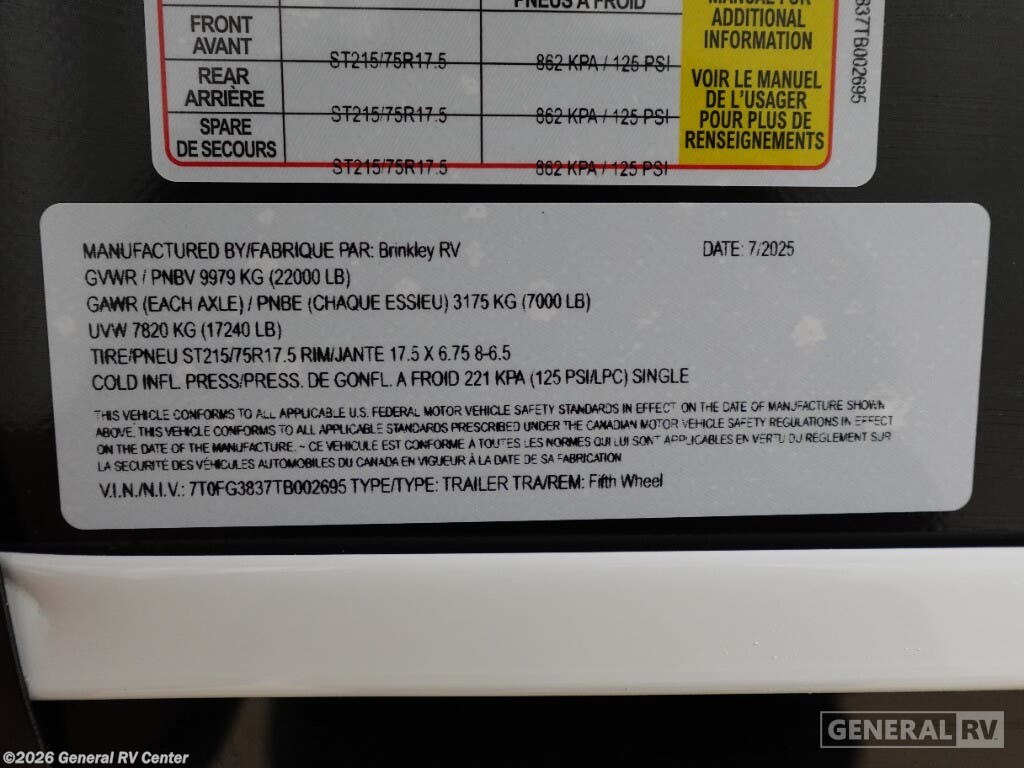 PNEUS À FROID
MANUAL FOR
ADDITIONAL
INFORMATION
FRONT
AVANT
ST215/75R17.5 862 KPA / 125 PSI
REAR
ARRIÈRE
ST215/75R17.5 862 KPA / 125 PSI
SPARE
DE SECOURS
ST215/75R17.5 862 KPA / 125 PSI
VOIR LE MANUEL
DE L'USAGER
POUR PLUS DE
RENSEIGNEMENTS
837TB002695
MANUFACTURED BY/FABRIQUE PAR: Brinkley RV DATE: 7/2025
GVWR / PNBV 9979 KG (22000 LB)
GAWR (EACH AXLE) / PNBE (CHAQUE ESSIEU) 3175 KG (7000 LB)
UVW 7820 KG (17240 LB)
TIRE/PNEU ST215/75R17.5 RIM/JANTE 17.5 X 6.75 8-6.5
COLD INFL. PRESS/PRESS. DE GONFL. A FROID 221 KPA (125 PSI/LPC) SINGLE
THIS VEHICLE CONFORMS TO ALL APPLICABLE U.S. FEDERAL MOTOR VEHICLE SAFETY STANDARDS IN EFFECT ON THE DATE OF MANUFACTURE SHOWN
ABOVE. THIS VEHICLE CONFORMS TO ALL APPLICABLE STANDARDS PRESCRIBED UNDER THE CANADIAN MOTOR VEHICLE SAFETY REGULATIONS IN EFFECT
ON THE DATE OF THE MANUFACTURE. ~ CE VEHICULE EST CONFORME À TOUTES LES NORMES QUI LUI SONT APPLICABLES EN VERTU DU RÈGLEMENT SUR
LA SECURITÉ DES VÉHICULES AUTOMOBILES DU CANADA EN VIGUEUR À LA DATE DE SA FABRICATION
V.I.N./N.I.V.: 7T0FG3837TB002695 TYPE/TYPE: TRAILER TRA/REM: Fifth Wheel
GENERAL RV
©2026 General RV Center